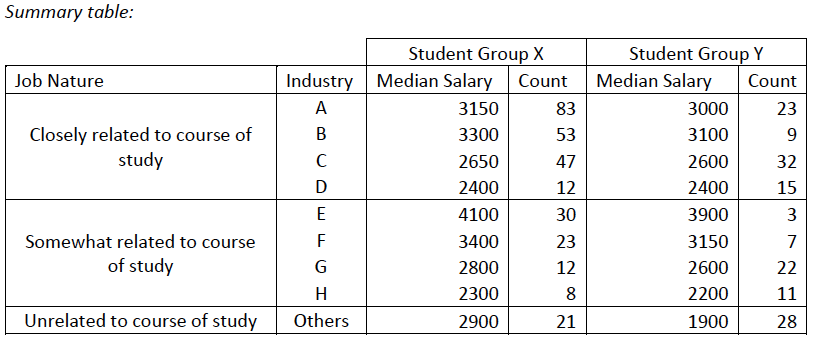 Summary table:
Student Group X Student Group Y
Job Nature Industry Median Salary Count Median Salary Count
Closely related to course of study A 3150 83 3000 23
B 3300 53 3100 9
C 2650 47 2600 32
D 2400 12 2400 15
Somewhat related to course of study E 4100 30 3900 3
F 3400 23 3150 7
G 2800 12 2600 22
H 2300 8 2200 11
Unrelated to course of study Others 2900 21 1900 28